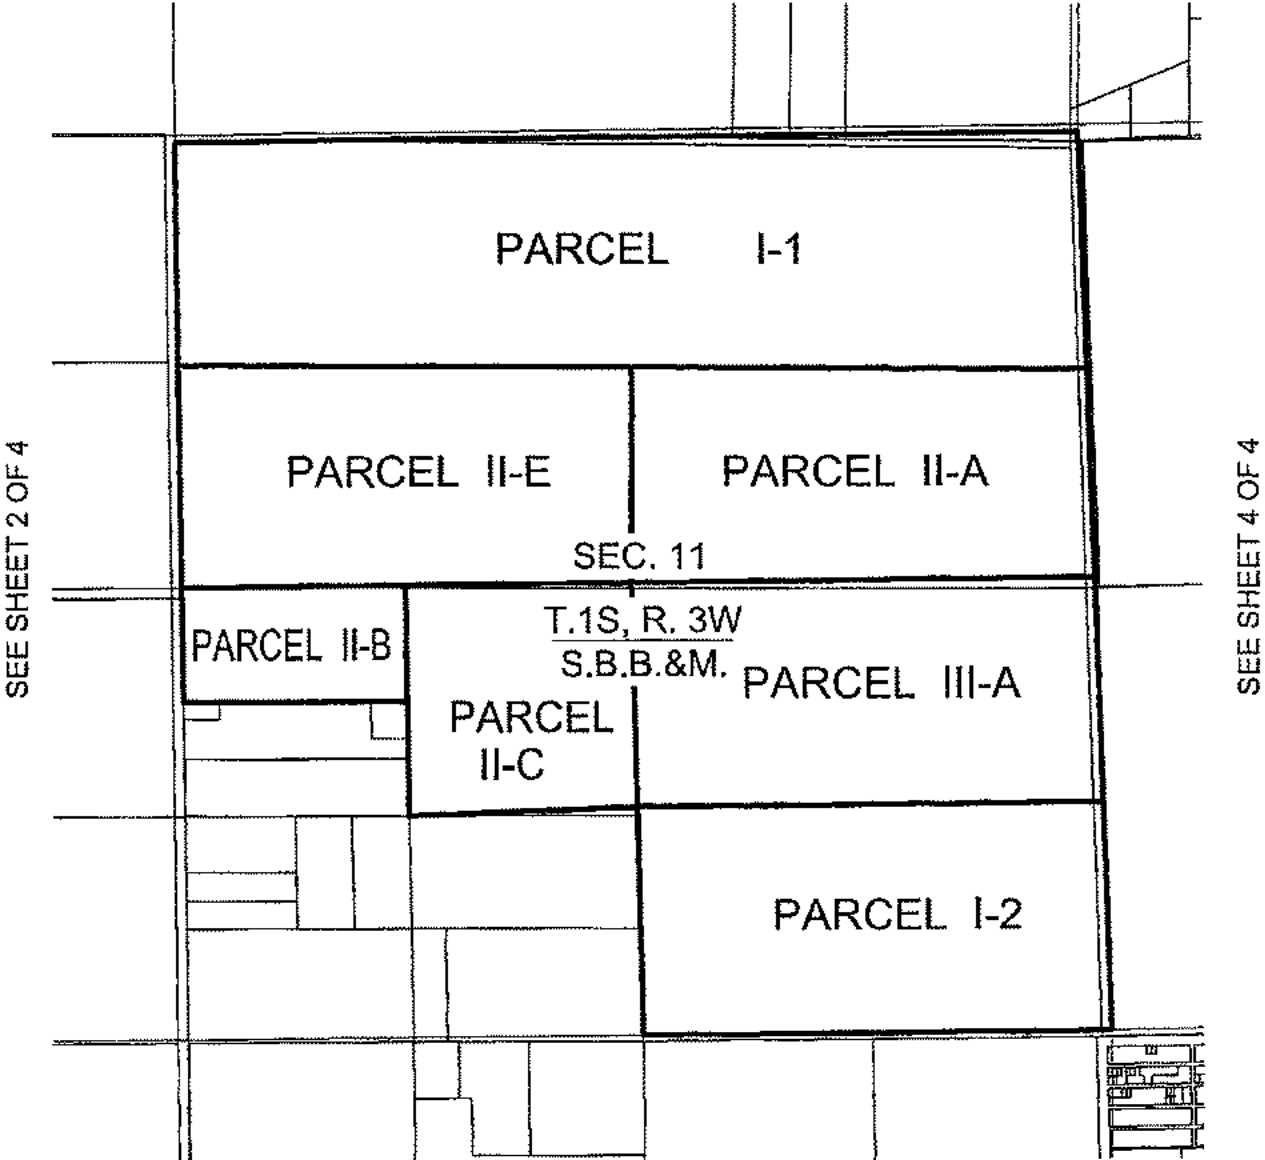 PARCEL I-1
SEE SHEET 2 OF 4
PARCEL II-E
PARCEL II-A
SEE SHEET 4 OF 4
SEC. 11
T.1S, R. 3W
S.B.B.&M.
PARCEL II-B
PARCEL III-A
PARCEL
II-C
PARCEL I-2